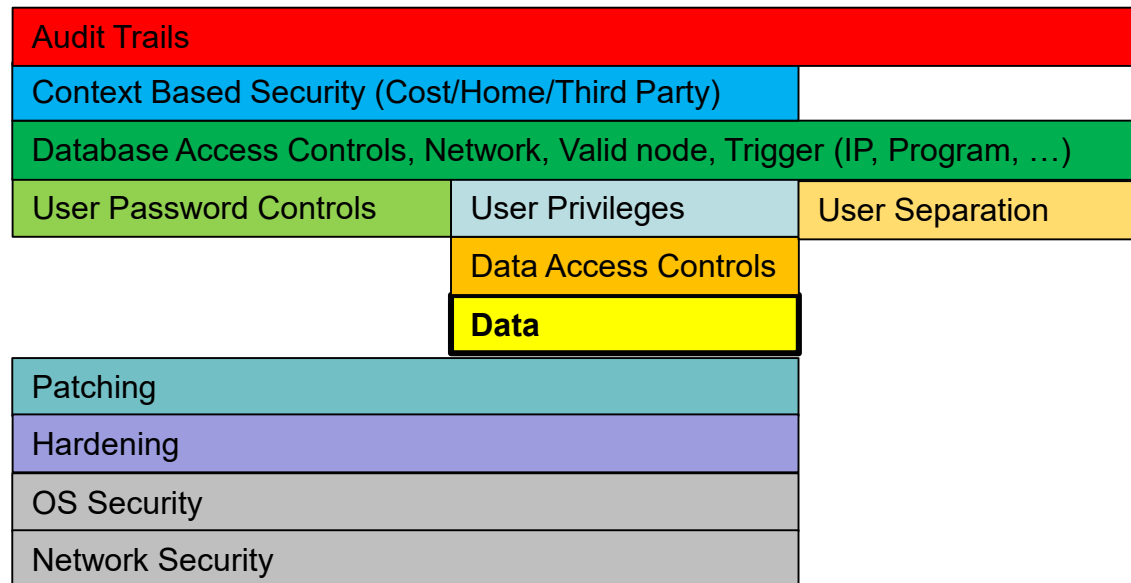 Audit Trails
Context Based Security (Cost/Home/Third Party)
Database Access Controls, Network, Valid node, Trigger (IP, Program, …)
User Password Controls
User Privileges
User Separation
Data Access Controls
Data
Patching
Hardening
OS Security
Network Security